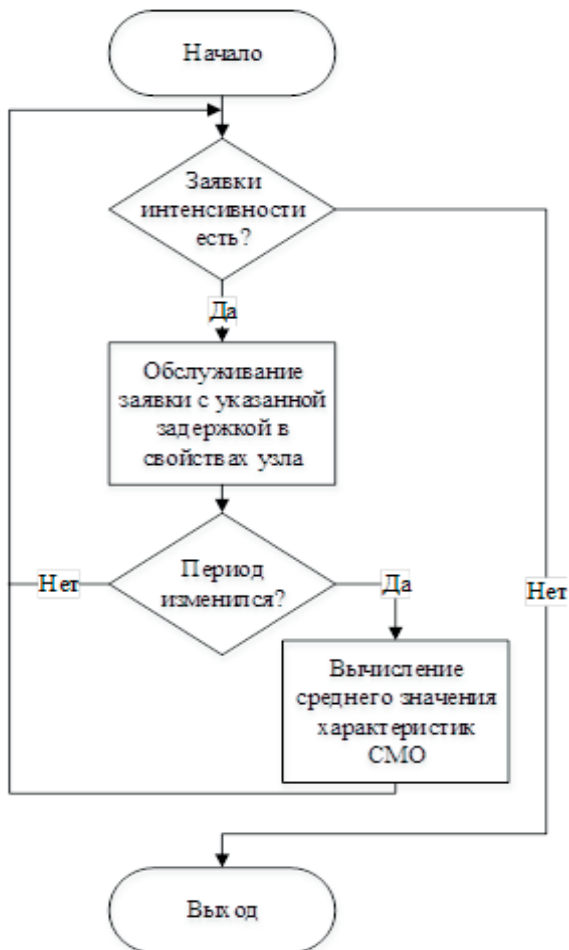 Начало
Заявки
интенсивности
есть?
Да
Обслуживание
заявки с указанной
задержкой в
свойствах узла
Период
изменился?
Нет
Да
Нет
Вычисление
среднего значения
характеристик
СМО
Выход